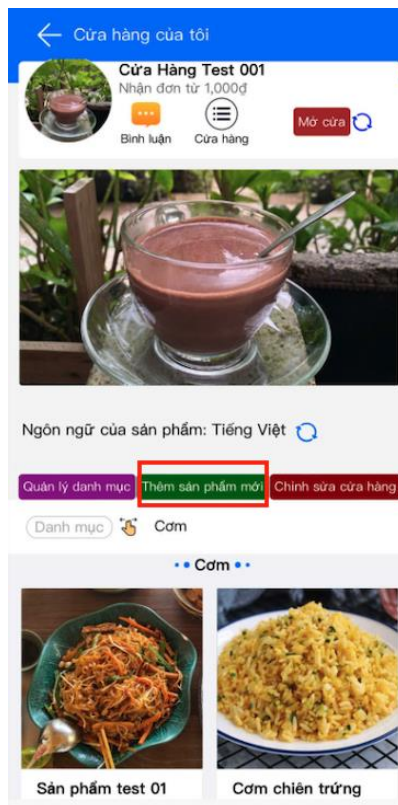 Cửa hàng của tôi
Cửa Hàng Test 001
Nhận đơn từ 1,000₫
Bình luận Cửa hàng
Mở cửa
Ngôn ngữ của sản phẩm: Tiếng Việt
Quản lý danh mục Thêm sản phẩm mới Chỉnh sửa cửa hàng
Danh mục Cơm
Cơm
Sản phẩm test 01 Cơm chiên trứng